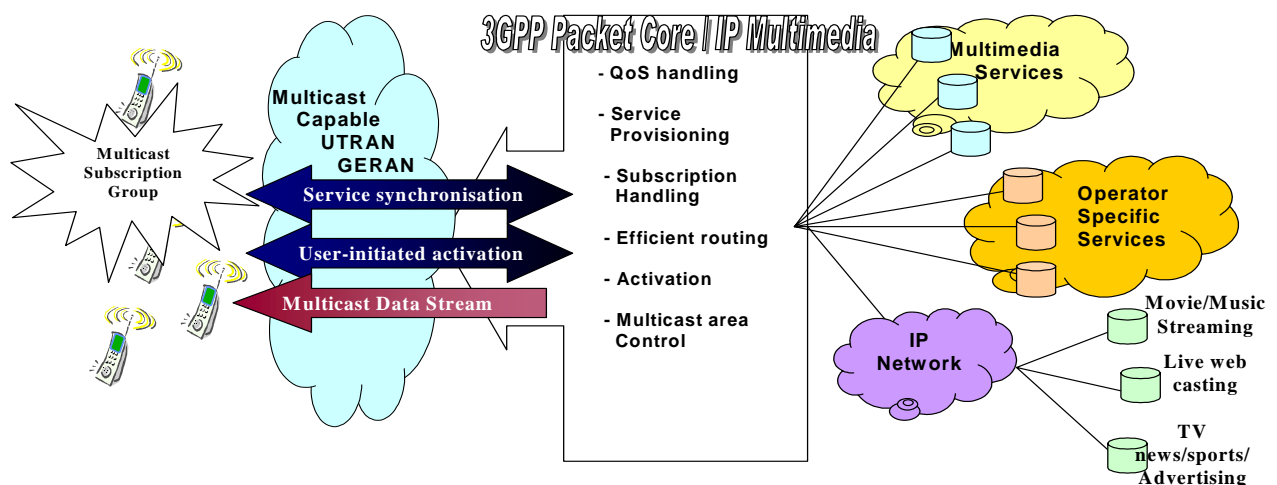 3GPP Packet Core / IP Multimedia
Multicast
Subscription
Group
Multicast
Capable
UTRAN
GERAN
Service synchronisation
User-initiated activation
Multicast Data Stream
- QoS handling
- Service
Provisioning
- Subscription
Handling
- Efficient routing
- Activation
- Multicast area
Control
Multimedia
Services
Operator
Specific
Services
IP
Network
Movie/Music
Streaming
Live web
casting
TV
news/sports/
Advertising